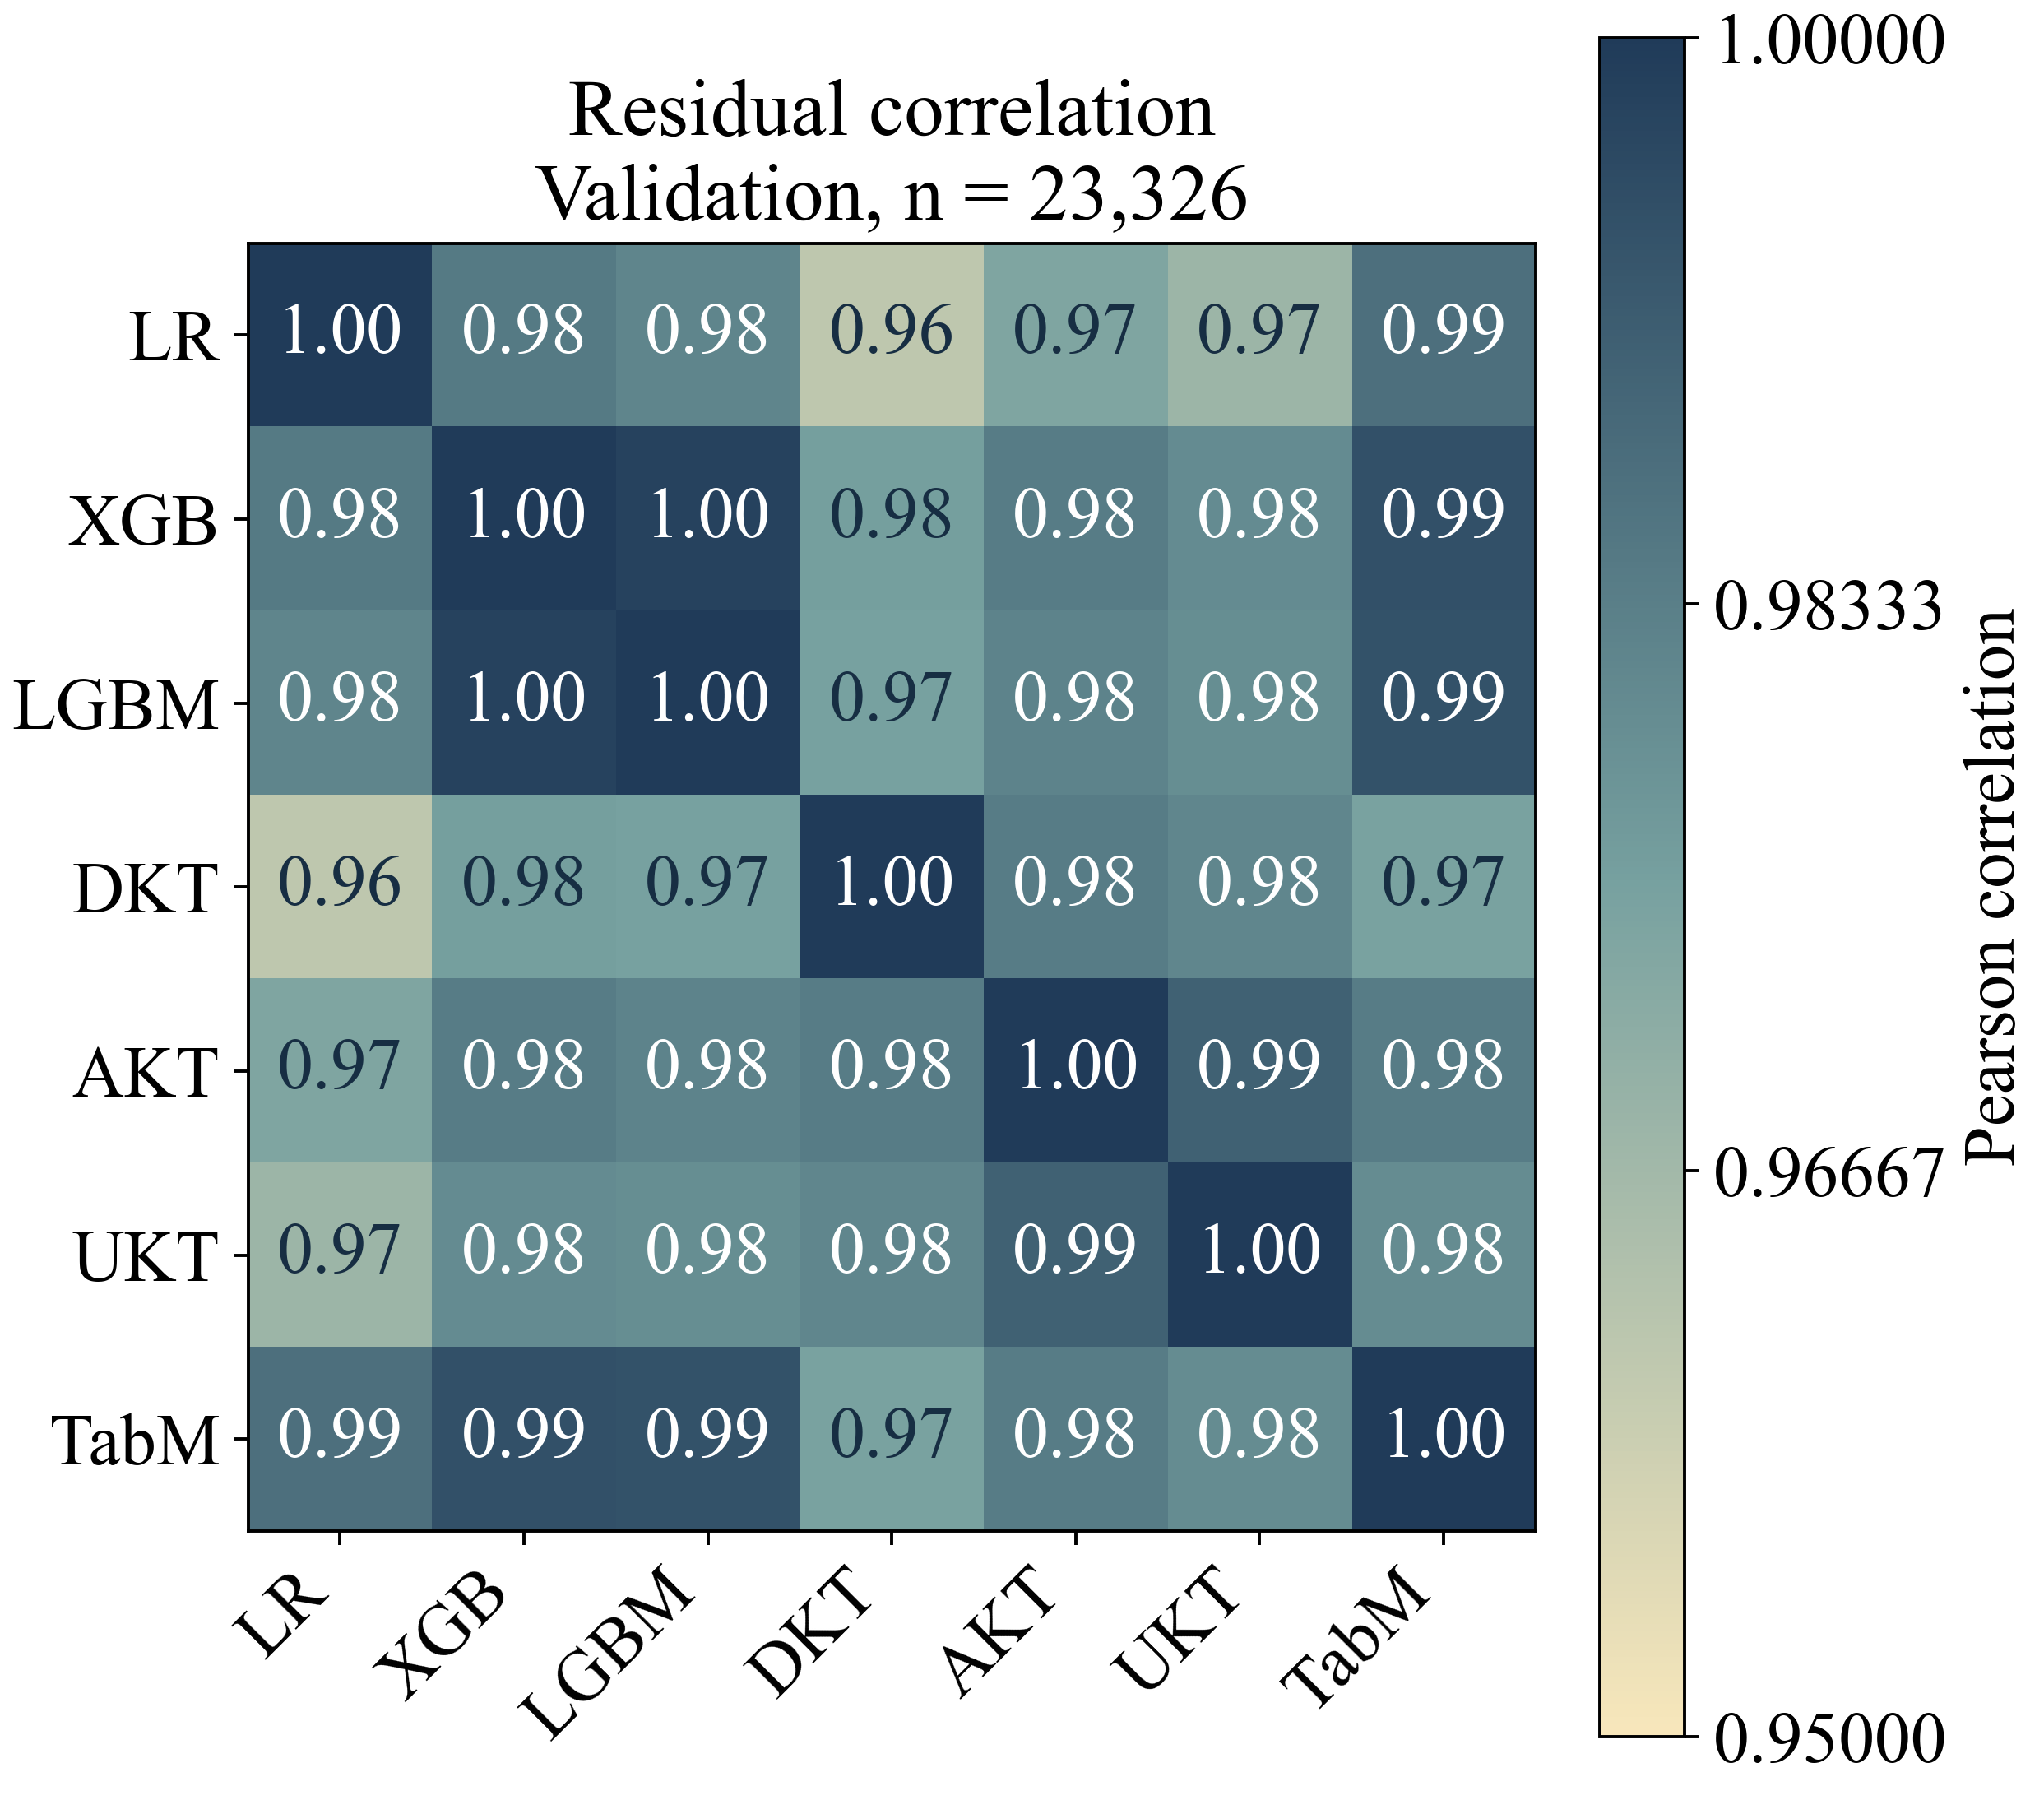 Residual correlation
Validation, n = 23,326
LR 1.00 0.98 0.98 0.96 0.97 0.97 0.99
XGB 0.98 1.00 1.00 0.98 0.98 0.98 0.99
LGBM 0.98 1.00 1.00 0.97 0.98 0.98 0.99
DKT 0.96 0.98 0.97 1.00 0.98 0.98 0.97
AKT 0.97 0.98 0.98 0.98 1.00 0.99 0.98
UKT 0.97 0.98 0.98 0.98 0.99 1.00 0.98
TabM 0.99 0.99 0.99 0.97 0.98 0.98 1.00
LR XGB LGBM DKT AKT UKT TabM
1.00000
0.98333
0.96667
0.95000
Pearson correlation